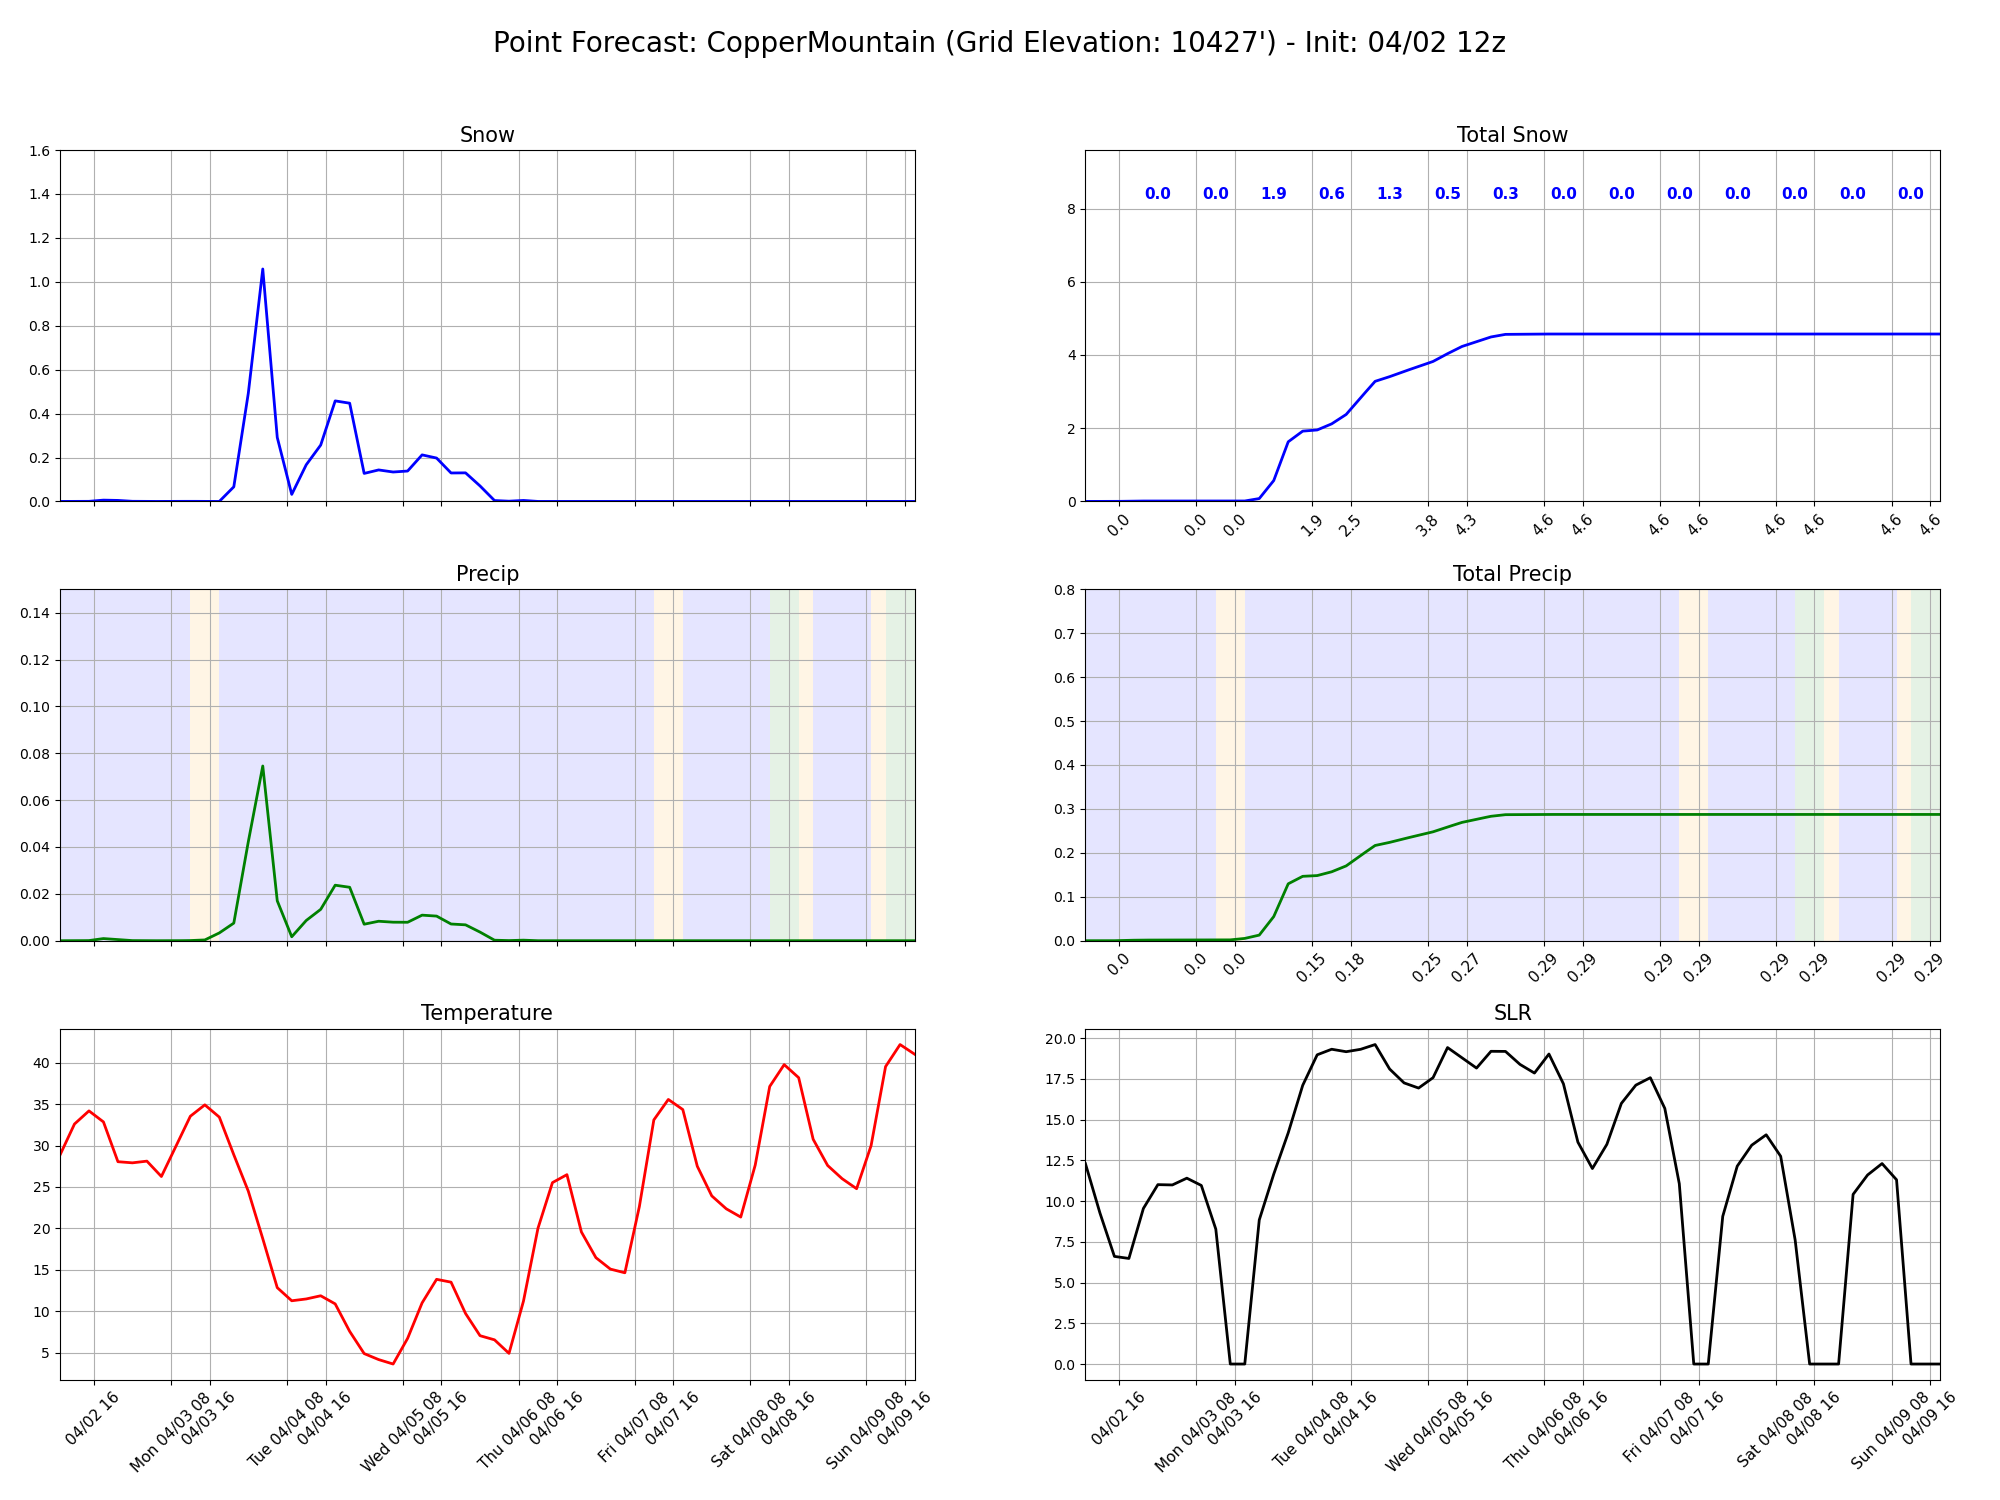 Point Forecast: CopperMountain (Grid Elevation: 10427') - Init: 04/02 12z
Snow
1.6
1.4
1.2
1.0
0.8
0.6
0.4
0.2
0.0
Total Snow
0.0 0.0 1.9 0.6 1.3 0.5 0.3 0.0 0.0 0.0 0.0 0.0 0.0 0.0
8
6
4
2
0
0.0 0.0 0.0 1.9 2.5 3.8 4.3 4.6 4.6 4.6 4.6 4.6 4.6 4.6 4.6
Precip
0.14
0.12
0.10
0.08
0.06
0.04
0.02
0.00
Total Precip
0.8
0.7
0.6
0.5
0.4
0.3
0.2
0.1
0.0
0.0 0.0 0.0 0.15 0.18 0.25 0.27 0.29 0.29 0.29 0.29 0.29 0.29 0.29 0.29
Temperature
40
35
30
25
20
15
10
5
04/02 16
Mon 04/03 08
04/03 16
Tue 04/04 08
04/04 16
Wed 04/05 08
04/05 16
Thu 04/06 08
04/06 16
Fri 04/07 08
04/07 16
Sat 04/08 08
04/08 16
Sun 04/09 08
04/09 16
SLR
20.0
17.5
15.0
12.5
10.0
7.5
5.0
2.5
0.0
04/02 16
Mon 04/03 08
04/03 16
Tue 04/04 08
04/04 16
Wed 04/05 08
04/05 16
Thu 04/06 08
04/06 16
Fri 04/07 08
04/07 16
Sat 04/08 08
04/08 16
Sun 04/09 08
04/09 16